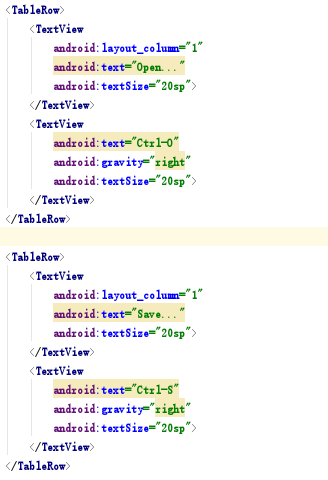 <TableRow>
<TextView
android:layout_column="1"
android:text="Open..."
android:textSize="20sp">
</TextView>
<TextView
android:text="Ctrl-O"
android:gravity="right"
android:textSize="20sp">
</TextView>
</TableRow>
<TableRow>
<TextView
android:layout_column="1"
android:text="Save..."
android:textSize="20sp">
</TextView>
<TextView
android:text="Ctrl-S"
android:gravity="right"
android:textSize="20sp">
</TextView>
</TableRow>